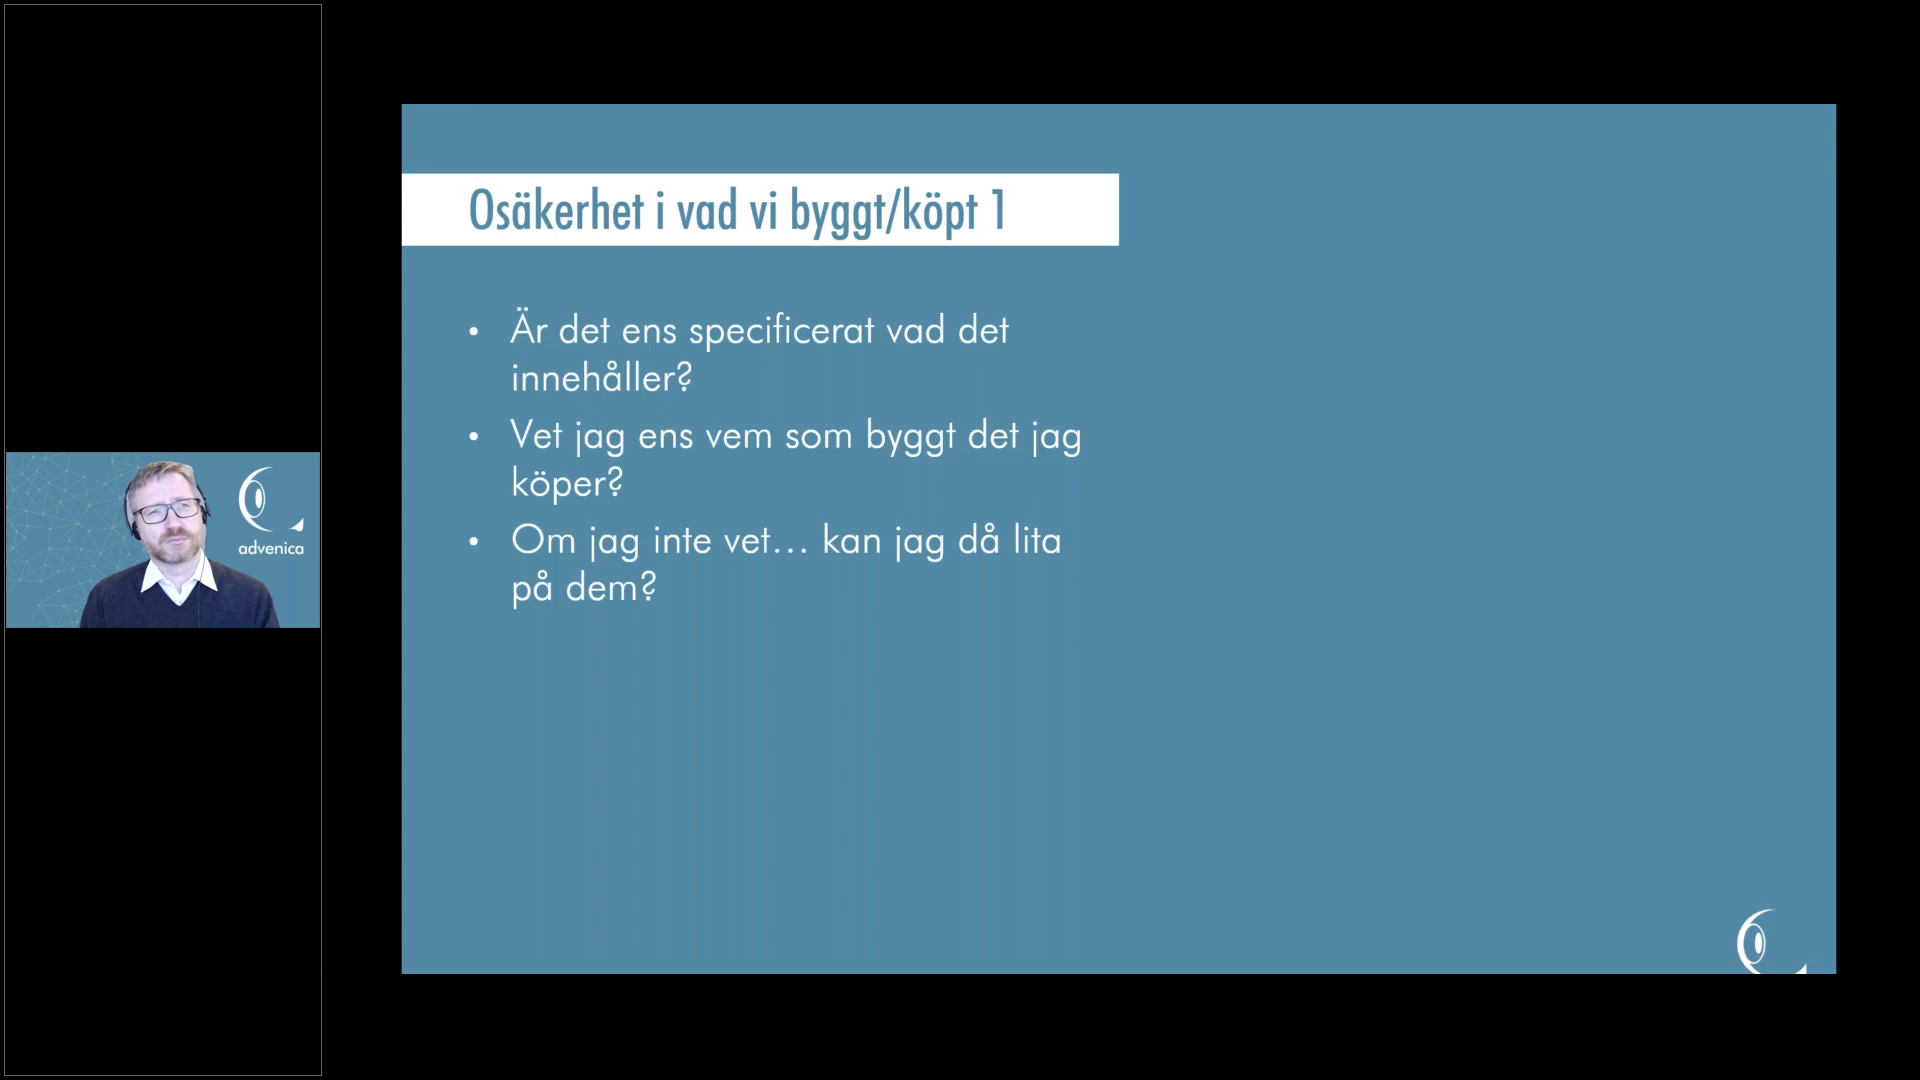 Osäkerhet i vad vi byggt/köpt 1
• Är det ens specificerat vad det
innehåller?
• Vet jag ens vem som byggt det jag
köper?
• Om jag inte vet... kan jag då lita
på dem?
advenica